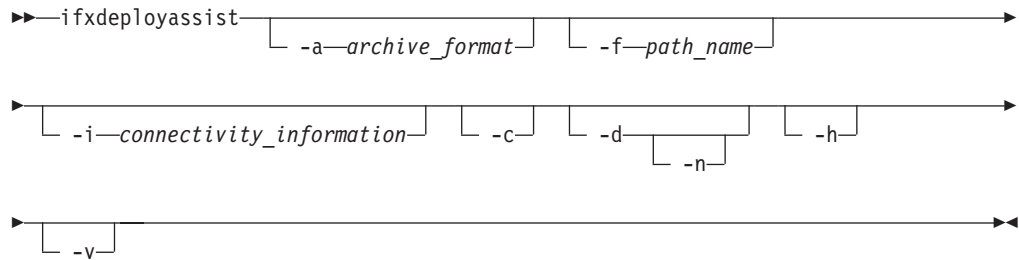 ifxdeployassist
-a archive_format -f path_name
-i connectivity_information -c -d -h
-n
-v